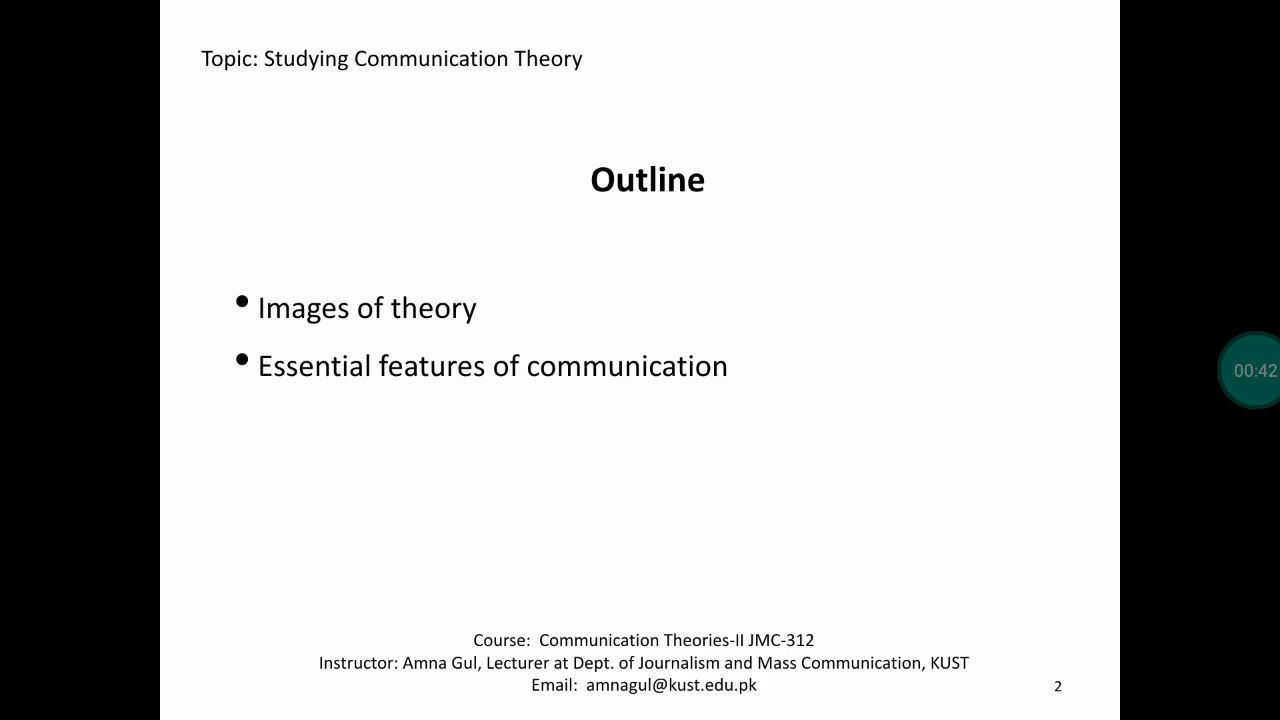 Topic: Studying Communication Theory
Outline
• Images of theory
• Essential features of communication
00:42
Course:  Communication Theories-II JMC-312
Instructor: Amna Gul, Lecturer at Dept. of Journalism and Mass Communication, KUST
Email:  amnagul@kust.edu.pk
2